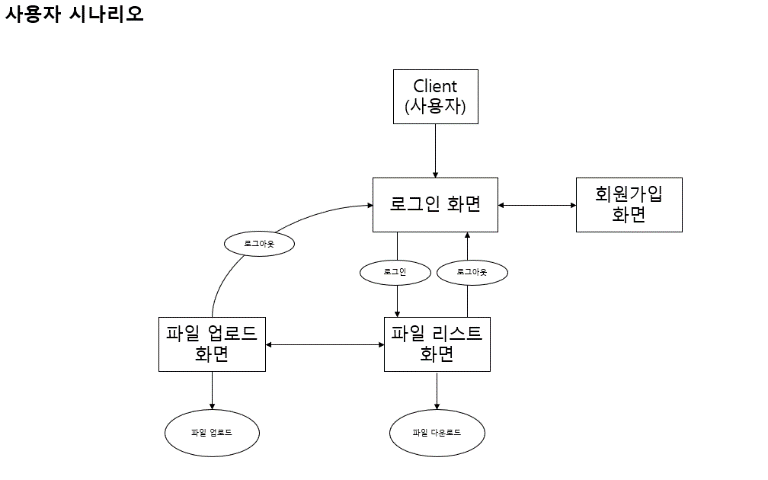 사용자 시나리오
Client
(사용자)
로그인 화면
회원가입
화면
로그아웃
로그인
로그아웃
파일 업로드
화면
파일 리스트
화면
파일 업로드
파일 다운로드